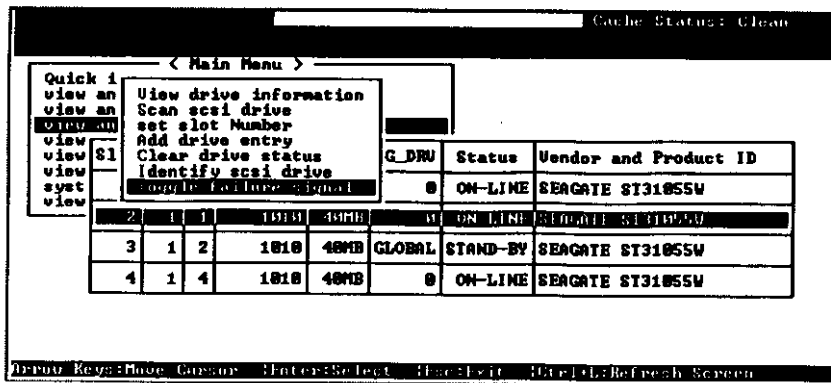 Cache Status: Clean
< Main Menu >
Quick i
view an
view an
view an
view
view
view
syst
view
View drive information
Scan scsi drive
set slot Number
Add drive entry
Clear drive status
Identify scsi drive
toggle failure signal
Sl G_DRV Status Vendor and Product ID
0 ON-LINE SEAGATE ST31055W
2 1 1 1010 40MB 0 ON-LINE SEAGATE ST31055W
3 1 2 1010 40MB GLOBAL STAND-BY SEAGATE ST31055W
4 1 4 1010 40MB 0 ON-LINE SEAGATE ST31055W
Arrow Keys:Move Cursor |Enter:Select |Esc:Exit |Ctrl+L:Refresh Screen